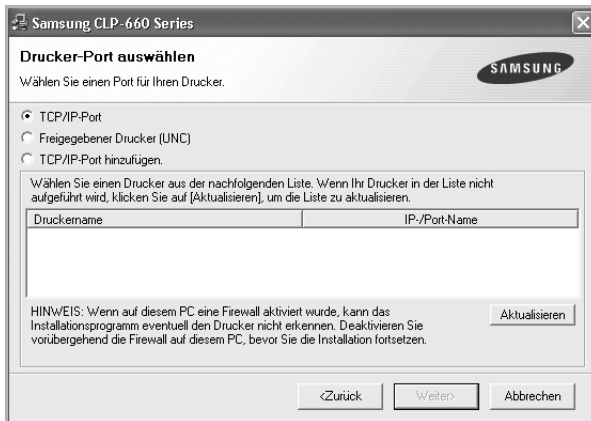 Samsung CLP-660 Series
Drucker-Port auswählen
Wählen Sie einen Port für Ihren Drucker.
SAMSUNG
TCP/IP-Port
Freigegebener Drucker (UNC)
TCP/IP-Port hinzufügen.
Wählen Sie einen Drucker aus der nachfolgenden Liste. Wenn Ihr Drucker in der Liste nicht
aufgeführt wird, klicken Sie auf [Aktualisieren], um die Liste zu aktualisieren.
Druckername IP-/Port-Name
HINWEIS: Wenn auf diesem PC eine Firewall aktiviert wurde, kann das
Installationsprogramm eventuell den Drucker nicht erkennen. Deaktivieren Sie
vorübergehend die Firewall auf diesem PC, bevor Sie die Installation fortsetzen.
Aktualisieren
<Zurück Weiter> Abbrechen